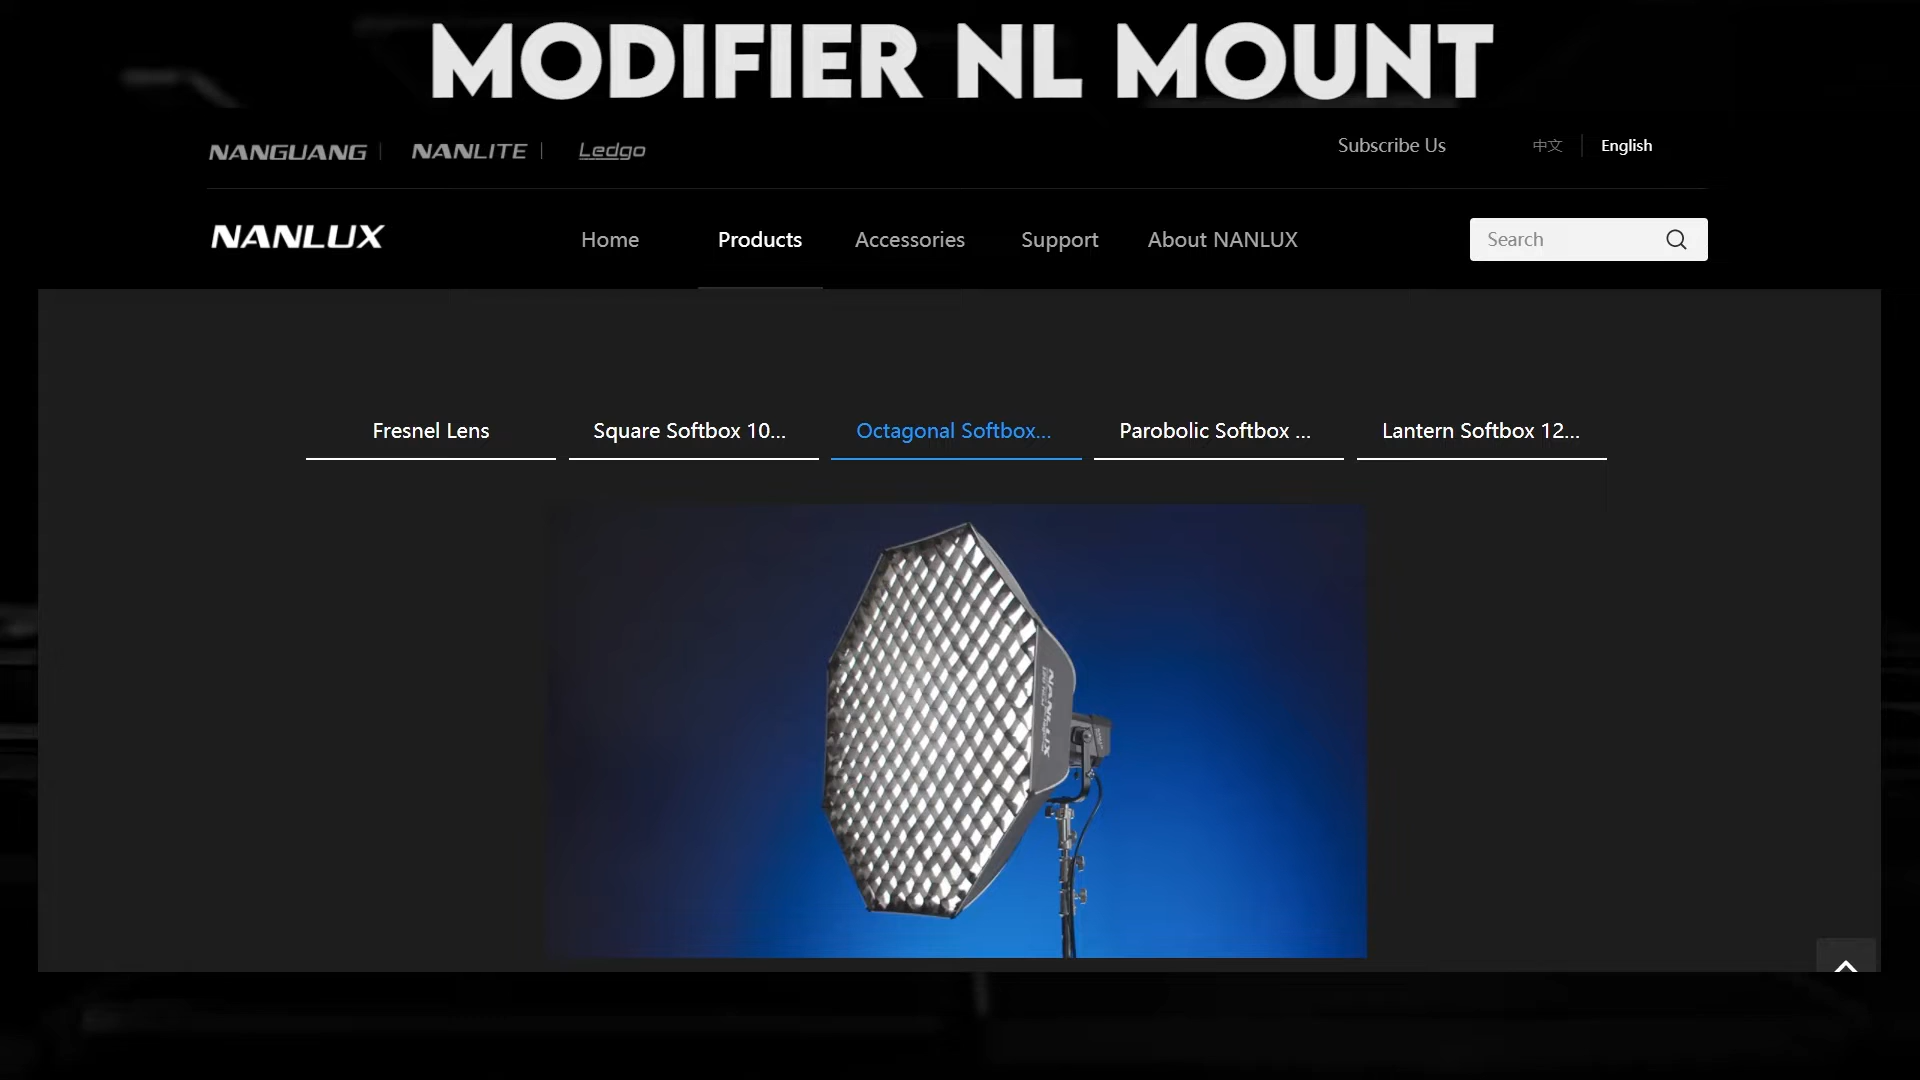 MODIFIER NL MOUNT
NANGUANG
NANLITE
Ledgo
Subscribe Us
中文
English
NANLUX
Home
Products
Accessories
Support
About NANLUX
Search
Fresnel Lens
Square Softbox 10...
Octagonal Softbox...
Parobolic Softbox ...
Lantern Softbox 12...
NANLUX